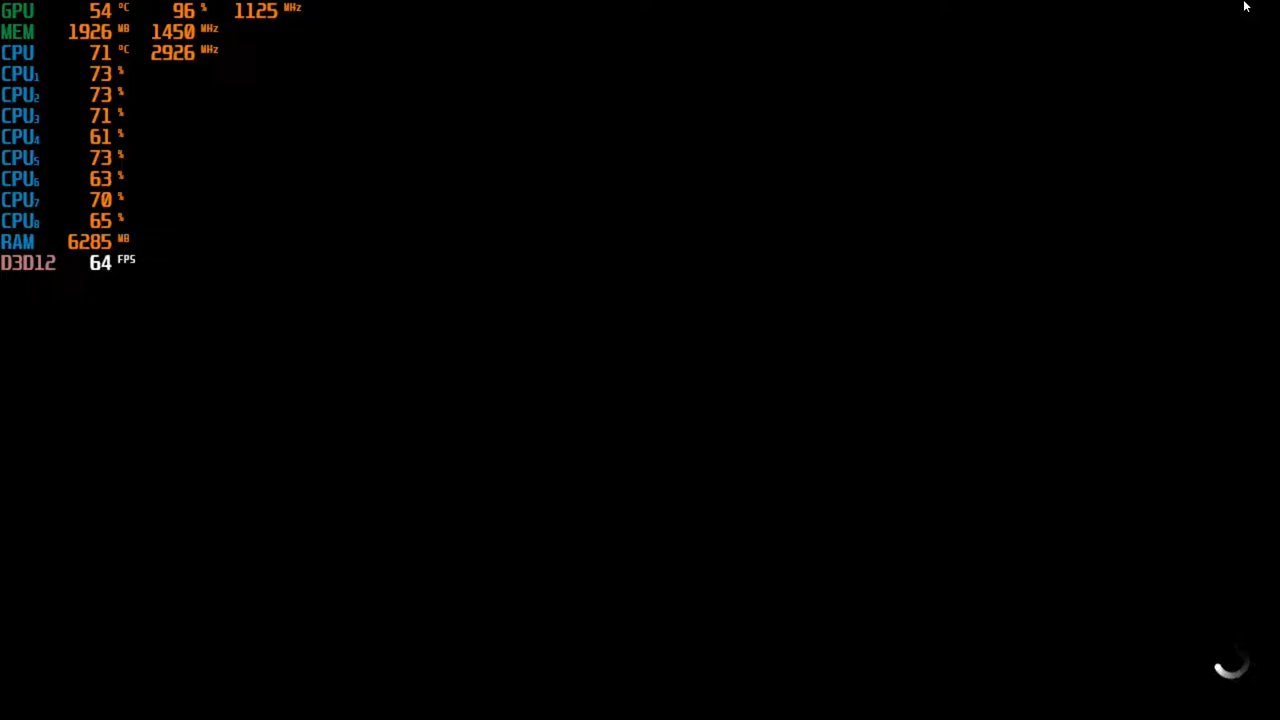 GPU 54 °C 96 % 1125 MHz
MEM 1926 MB 1450 MHz
CPU 71 °C 2926 MHz
CPU1 73 %
CPU2 73 %
CPU3 71 %
CPU4 61 %
CPU5 73 %
CPU6 63 %
CPU7 70 %
CPU8 65 %
RAM 6285 MB
D3D12 64 FPS